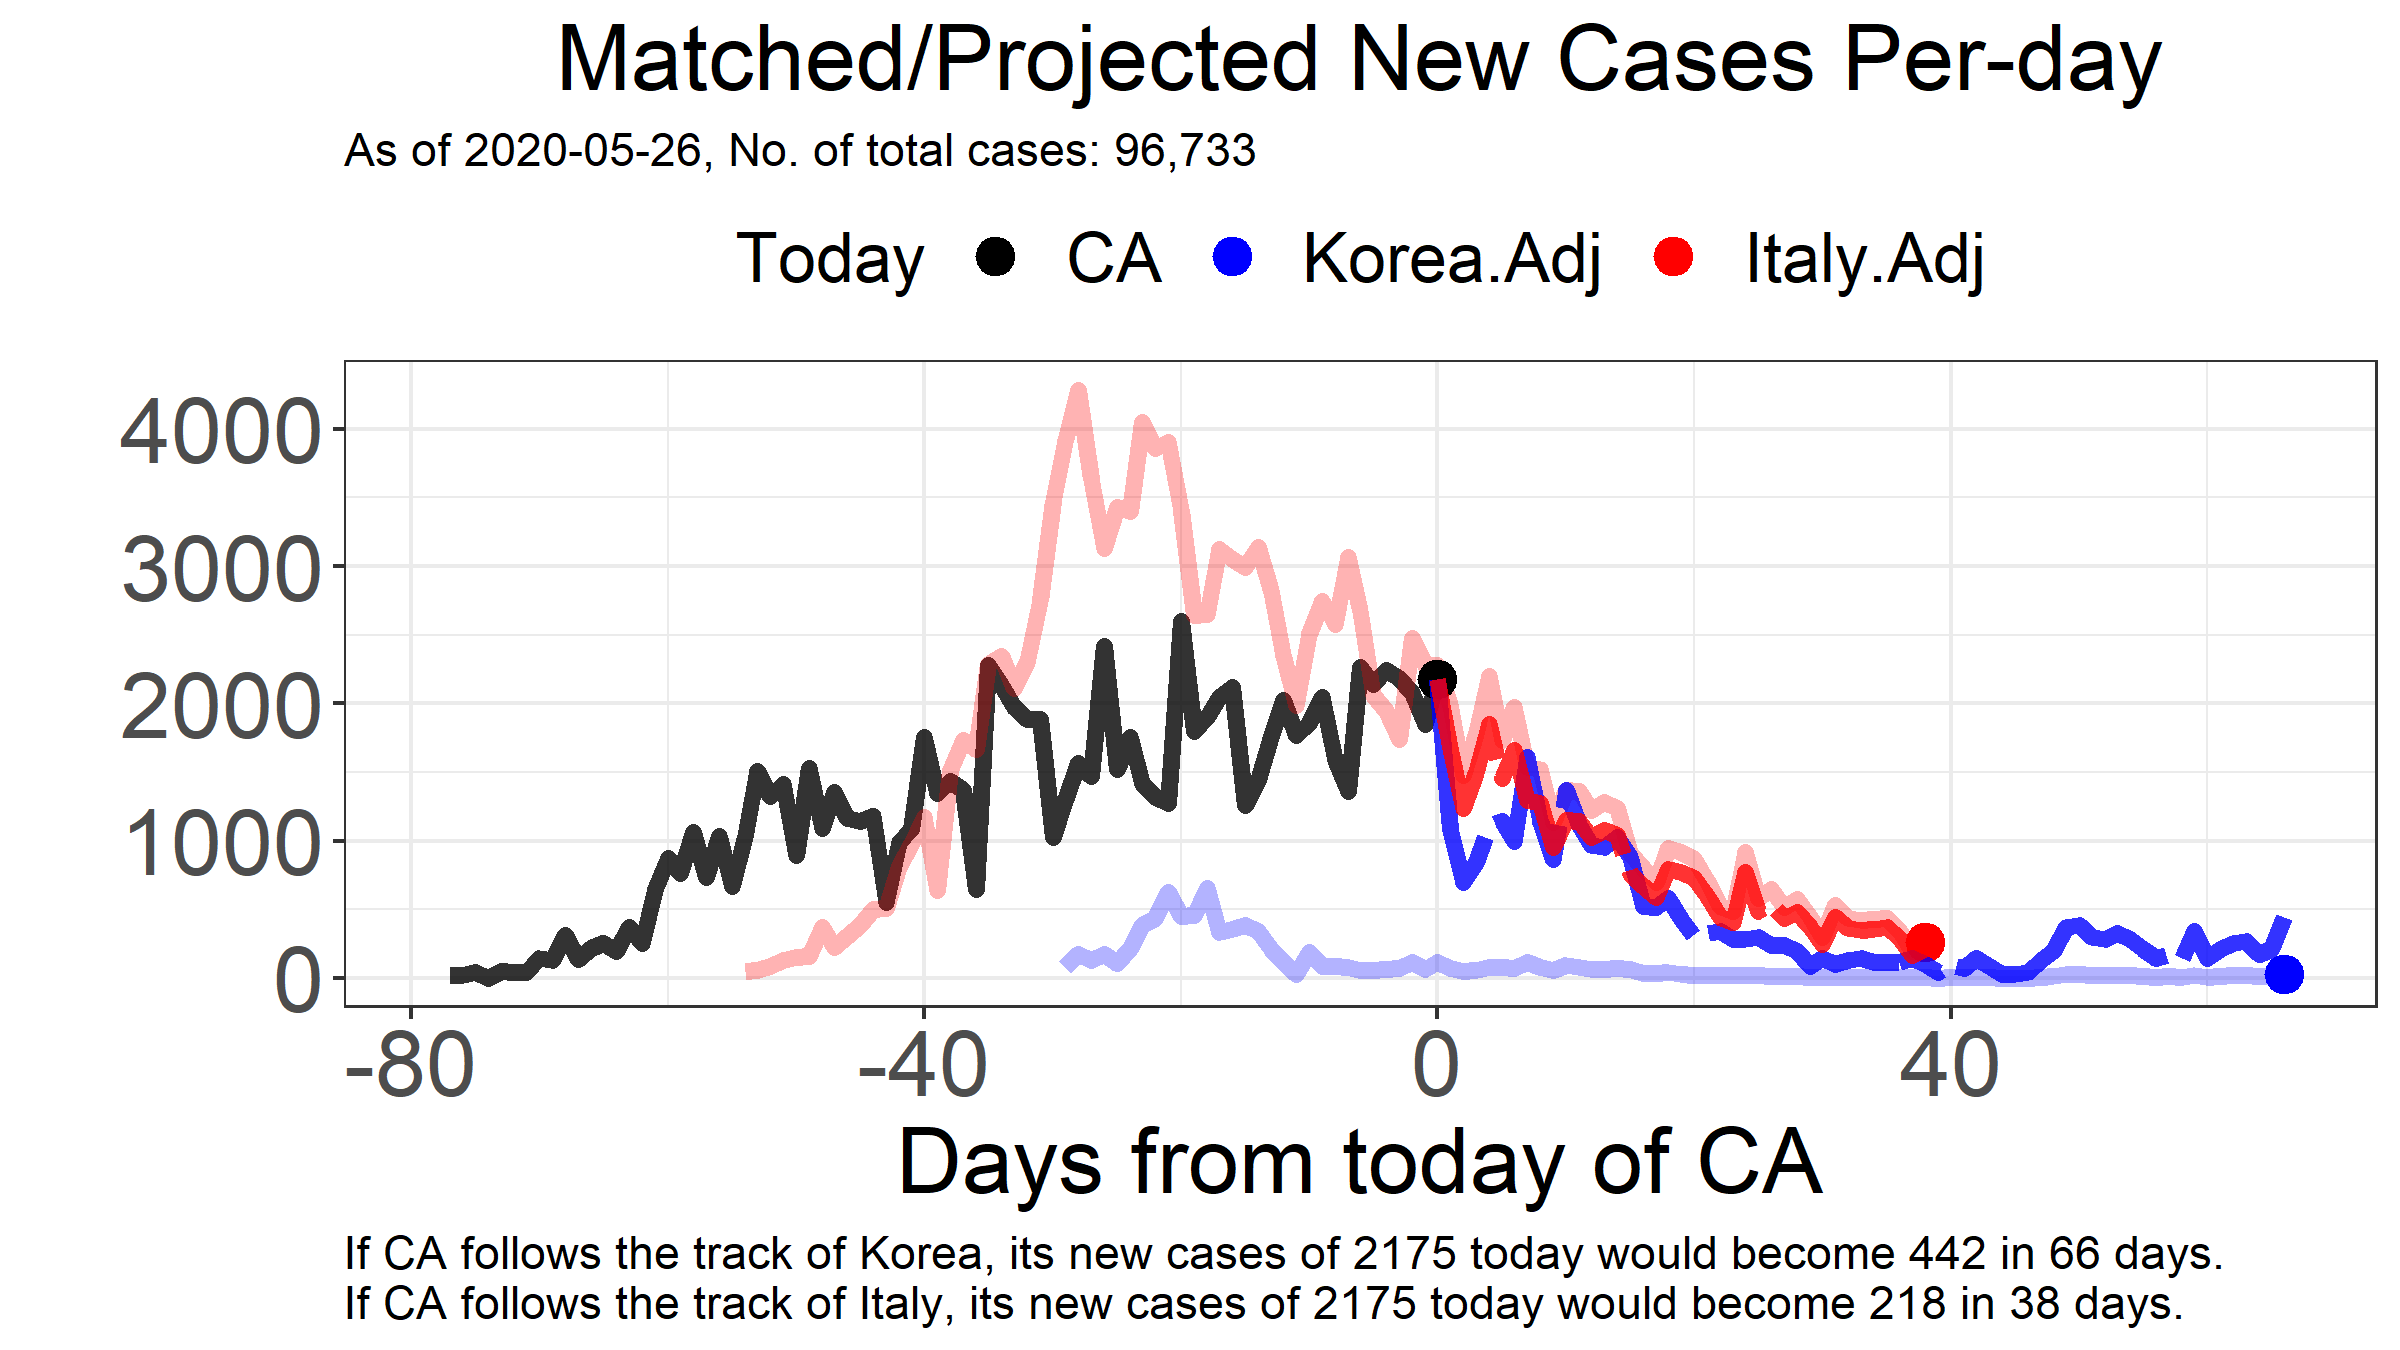 Matched/Projected New Cases Per-day
As of 2020-05-26, No. of total cases: 96,733
Today CA Korea.Adj Italy.Adj
4000
3000
2000
1000
0
-80 -40 0 40
Days from today of CA
If CA follows the track of Korea, its new cases of 2175 today would become 442 in 66 days.
If CA follows the track of Italy, its new cases of 2175 today would become 218 in 38 days.